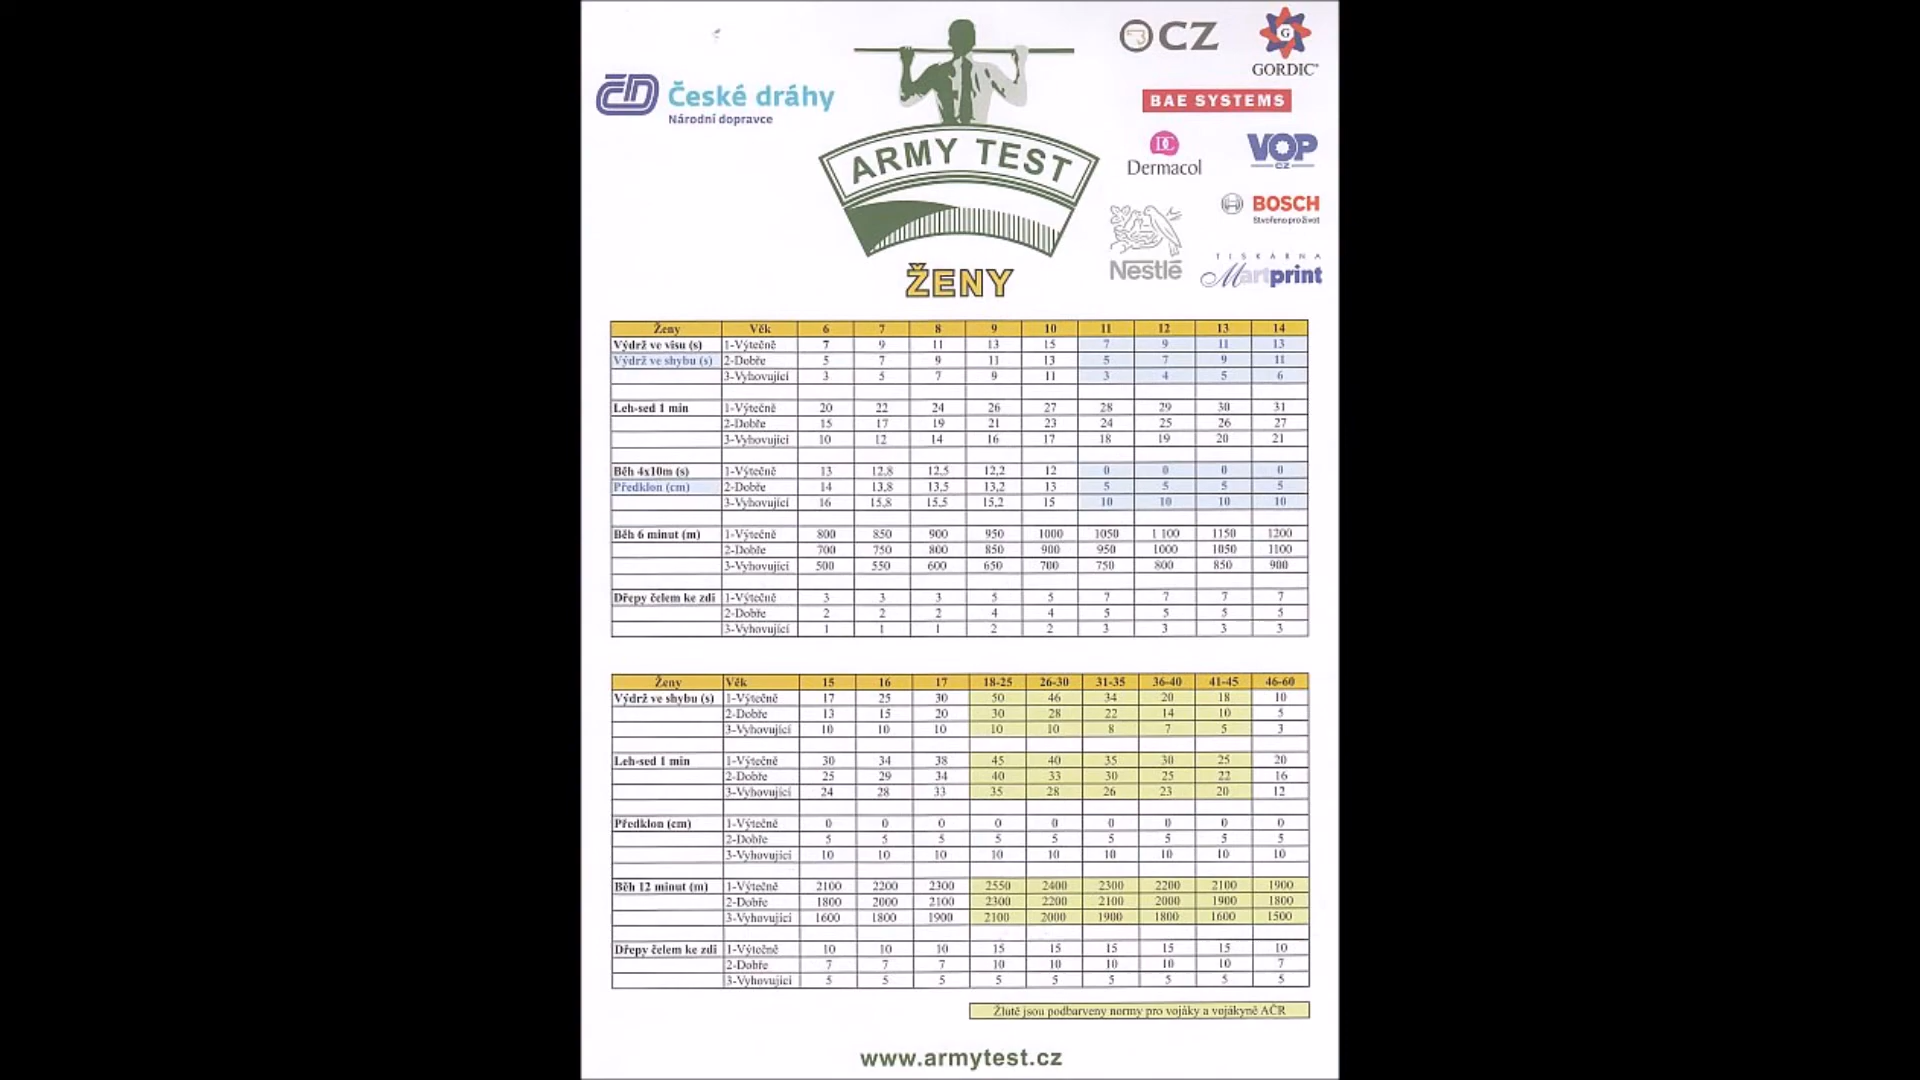 ČD České dráhy
Národní dopravce
CZ
G
GORDIC®
BAE SYSTEMS
DC
Dermacol
VOP
CZ
BOSCH
Stvořeno pro život
Nestlé
TISKÁRNA
Martprint
ARMY TEST
ŽENY
Ženy Věk 6 7 8 9 10 11 12 13 14
Výdrž ve visu (s) 1-Výtečně 7 9 11 13 15 7 9 11 13
Výdrž ve shybu (s) 2-Dobře 5 7 9 11 13 5 7 9 11
3-Vyhovující 3 5 7 9 11 3 4 5 6
Leh-sed 1 min 1-Výtečně 20 22 24 26 27 28 29 30 31
2-Dobře 15 17 19 21 23 24 25 26 27
3-Vyhovující 10 12 14 16 17 18 19 20 21
Běh 4x10m (s) 1-Výtečně 13 12,8 12,5 12,2 12 0 0 0 0
Předklon (cm) 2-Dobře 14 13,8 13,5 13,2 13 5 5 5 5
3-Vyhovující 16 15,8 15,5 15,2 15 10 10 10 10
Běh 6 minut (m) 1-Výtečně 800 850 900 950 1000 1050 1 100 1150 1200
2-Dobře 700 750 800 850 900 950 1000 1050 1100
3-Vyhovující 500 550 600 650 700 750 800 850 900
Dřepy čelem ke zdi 1-Výtečně 3 3 3 5 5 7 7 7 7
2-Dobře 2 2 2 4 4 5 5 5 5
3-Vyhovující 1 1 1 2 2 3 3 3 3
Ženy Věk 15 16 17 18-25 26-30 31-35 36-40 41-45 46-60
Výdrž ve shybu (s) 1-Výtečně 17 25 30 50 46 34 20 18 10
2-Dobře 13 15 20 30 28 22 14 10 5
3-Vyhovující 10 10 10 10 10 8 7 5 3
Leh-sed 1 min 1-Výtečně 30 34 38 45 40 35 30 25 20
2-Dobře 25 29 34 40 33 30 25 22 16
3-Vyhovující 24 28 33 35 28 26 23 20 12
Předklon (cm) 1-Výtečně 0 0 0 0 0 0 0 0 0
2-Dobře 5 5 5 5 5 5 5 5 5
3-Vyhovující 10 10 10 10 10 10 10 10 10
Běh 12 minut (m) 1-Výtečně 2100 2200 2300 2550 2400 2300 2200 2100 1900
2-Dobře 1800 2000 2100 2300 2200 2100 2000 1900 1800
3-Vyhovující 1600 1800 1900 2100 2000 1900 1800 1600 1500
Dřepy čelem ke zdi 1-Výtečně 10 10 10 15 15 15 15 15 10
2-Dobře 7 7 7 10 10 10 10 10 7
3-Vyhovující 5 5 5 5 5 5 5 5 5
Žlutě jsou podbarveny normy pro vojáky a vojákyně AČR
www.armytest.cz